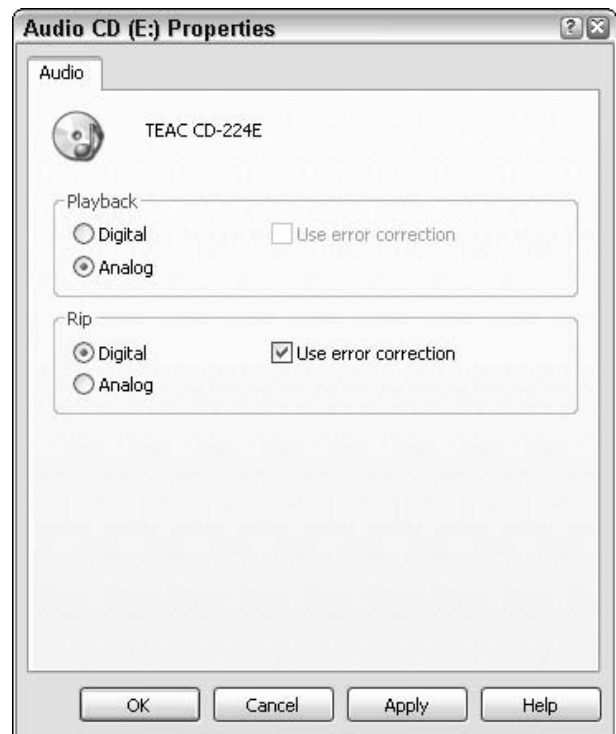 Audio CD (E:) Properties
Audio
TEAC CD-224E
Playback
Digital Use error correction
Analog
Rip
Digital Use error correction
Analog
OK Cancel Apply Help